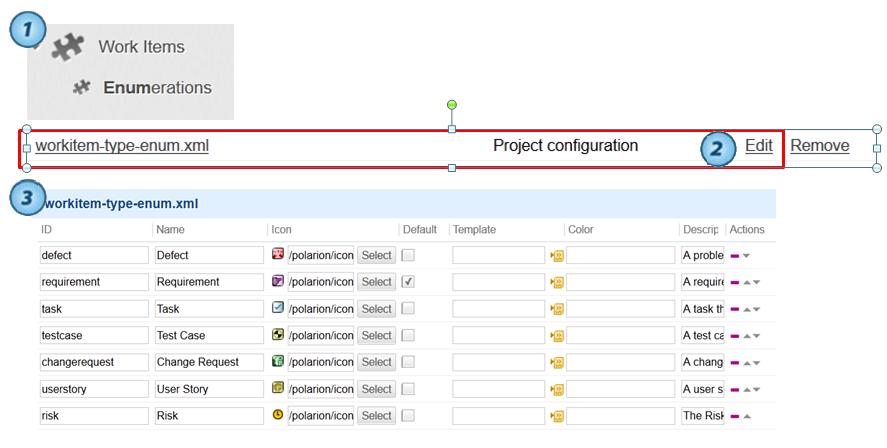 1
Work Items
Enumerations
workitem-type-enum.xml Project configuration 2 Edit Remove
3 workitem-type-enum.xml
ID Name Icon Default Template Color Descrip Actions
defect Defect /polarion/icon Select A proble
requirement Requirement /polarion/icon Select A require
task Task /polarion/icon Select A task th
testcase Test Case /polarion/icon Select A test ca
changerequest Change Request /polarion/icon Select A chang
userstory User Story /polarion/icon Select A user s
risk Risk /polarion/icon Select The Risk